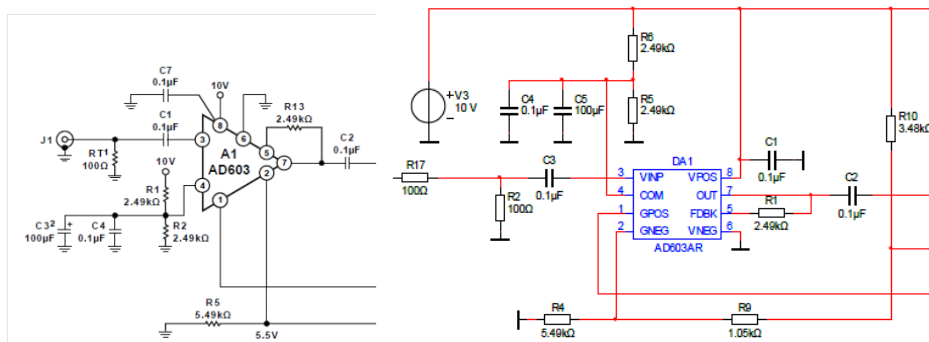 C7
0.1µF
10V
R13
2.49kΩ
C1
0.1µF
C2
0.1µF
J1
8
6
3
5
7
A1
AD603
RT¹
100Ω
10V
4
2
R1
2.49kΩ
1
C3²
100µF
+
C4
0.1µF
R2
2.49kΩ
R5
5.49kΩ
5.5V
R6
2.49kΩ
+
V3
10 V
C4
0.1µF
C5
100µF
R5
2.49kΩ
R10
3.48kΩ
R17
100Ω
C3
0.1µF
R2
100Ω
DA1
3 VINP VPOS 8
4 COM OUT 7
1 GPOS FDBK 5
2 GNEG VNEG 6
AD603AR
C1
0.1µF
R1
2.49kΩ
C2
0.1µF
R4
5.49kΩ
R9
1.05kΩ